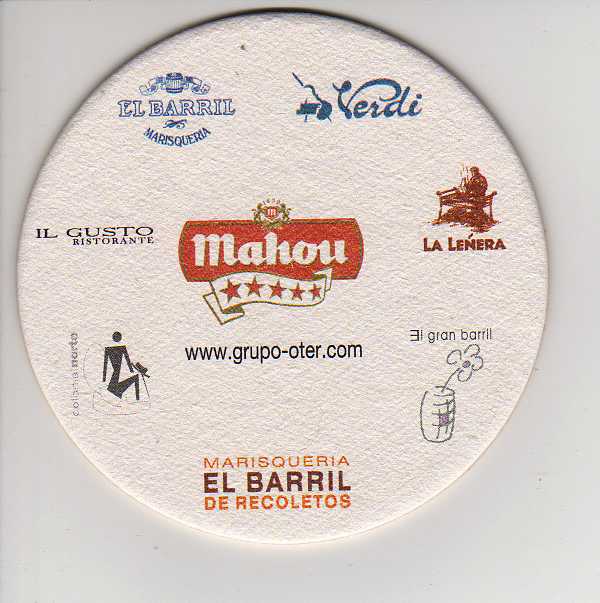 EL BARRIL
MARISQUERIA
Verdi
IL GUSTO
RISTORANTE
LA LEÑERA
M
Mahou
www.grupo-oter.com
El gran barril
MARISQUERIA
EL BARRIL
DE RECOLETOS